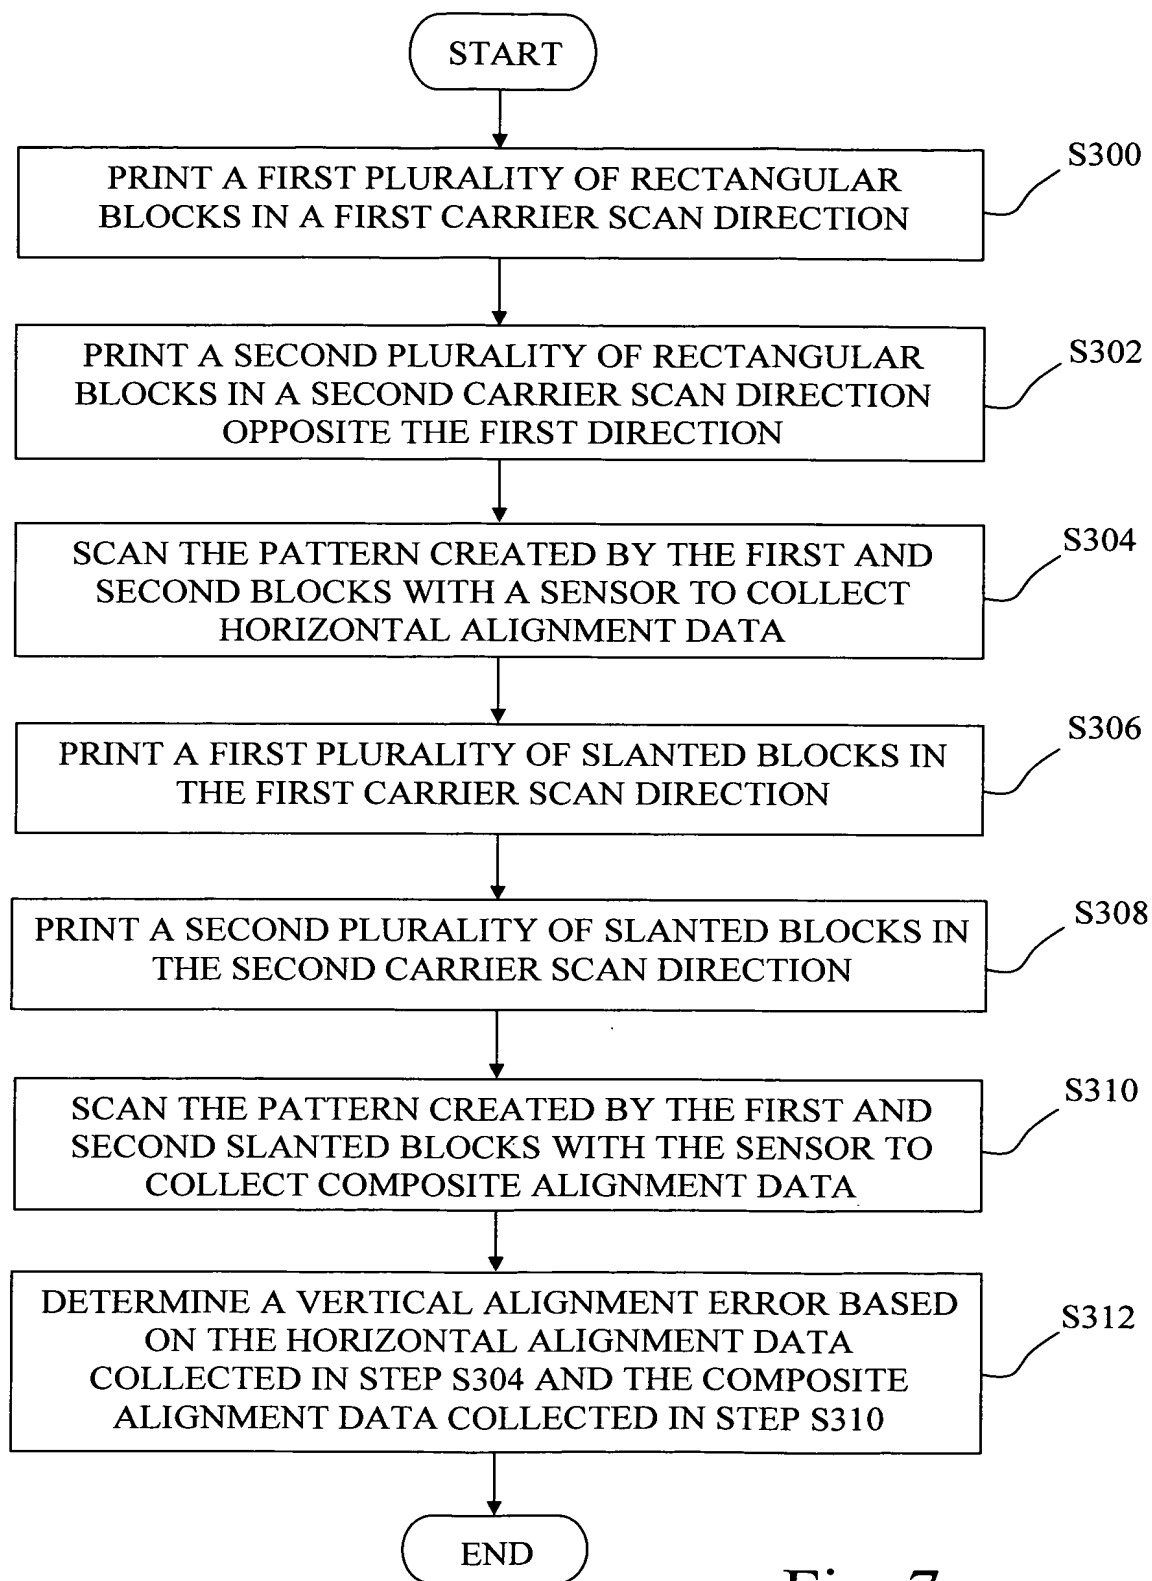 START
PRINT A FIRST PLURALITY OF RECTANGULAR
BLOCKS IN A FIRST CARRIER SCAN DIRECTION
S300
PRINT A SECOND PLURALITY OF RECTANGULAR
BLOCKS IN A SECOND CARRIER SCAN DIRECTION
OPPOSITE THE FIRST DIRECTION
S302
SCAN THE PATTERN CREATED BY THE FIRST AND
SECOND BLOCKS WITH A SENSOR TO COLLECT
HORIZONTAL ALIGNMENT DATA
S304
PRINT A FIRST PLURALITY OF SLANTED BLOCKS IN
THE FIRST CARRIER SCAN DIRECTION
S306
PRINT A SECOND PLURALITY OF SLANTED BLOCKS IN
THE SECOND CARRIER SCAN DIRECTION
S308
SCAN THE PATTERN CREATED BY THE FIRST AND
SECOND SLANTED BLOCKS WITH THE SENSOR TO
COLLECT COMPOSITE ALIGNMENT DATA
S310
DETERMINE A VERTICAL ALIGNMENT ERROR BASED
ON THE HORIZONTAL ALIGNMENT DATA
COLLECTED IN STEP S304 AND THE COMPOSITE
ALIGNMENT DATA COLLECTED IN STEP S310
S312
END
Fig. 7